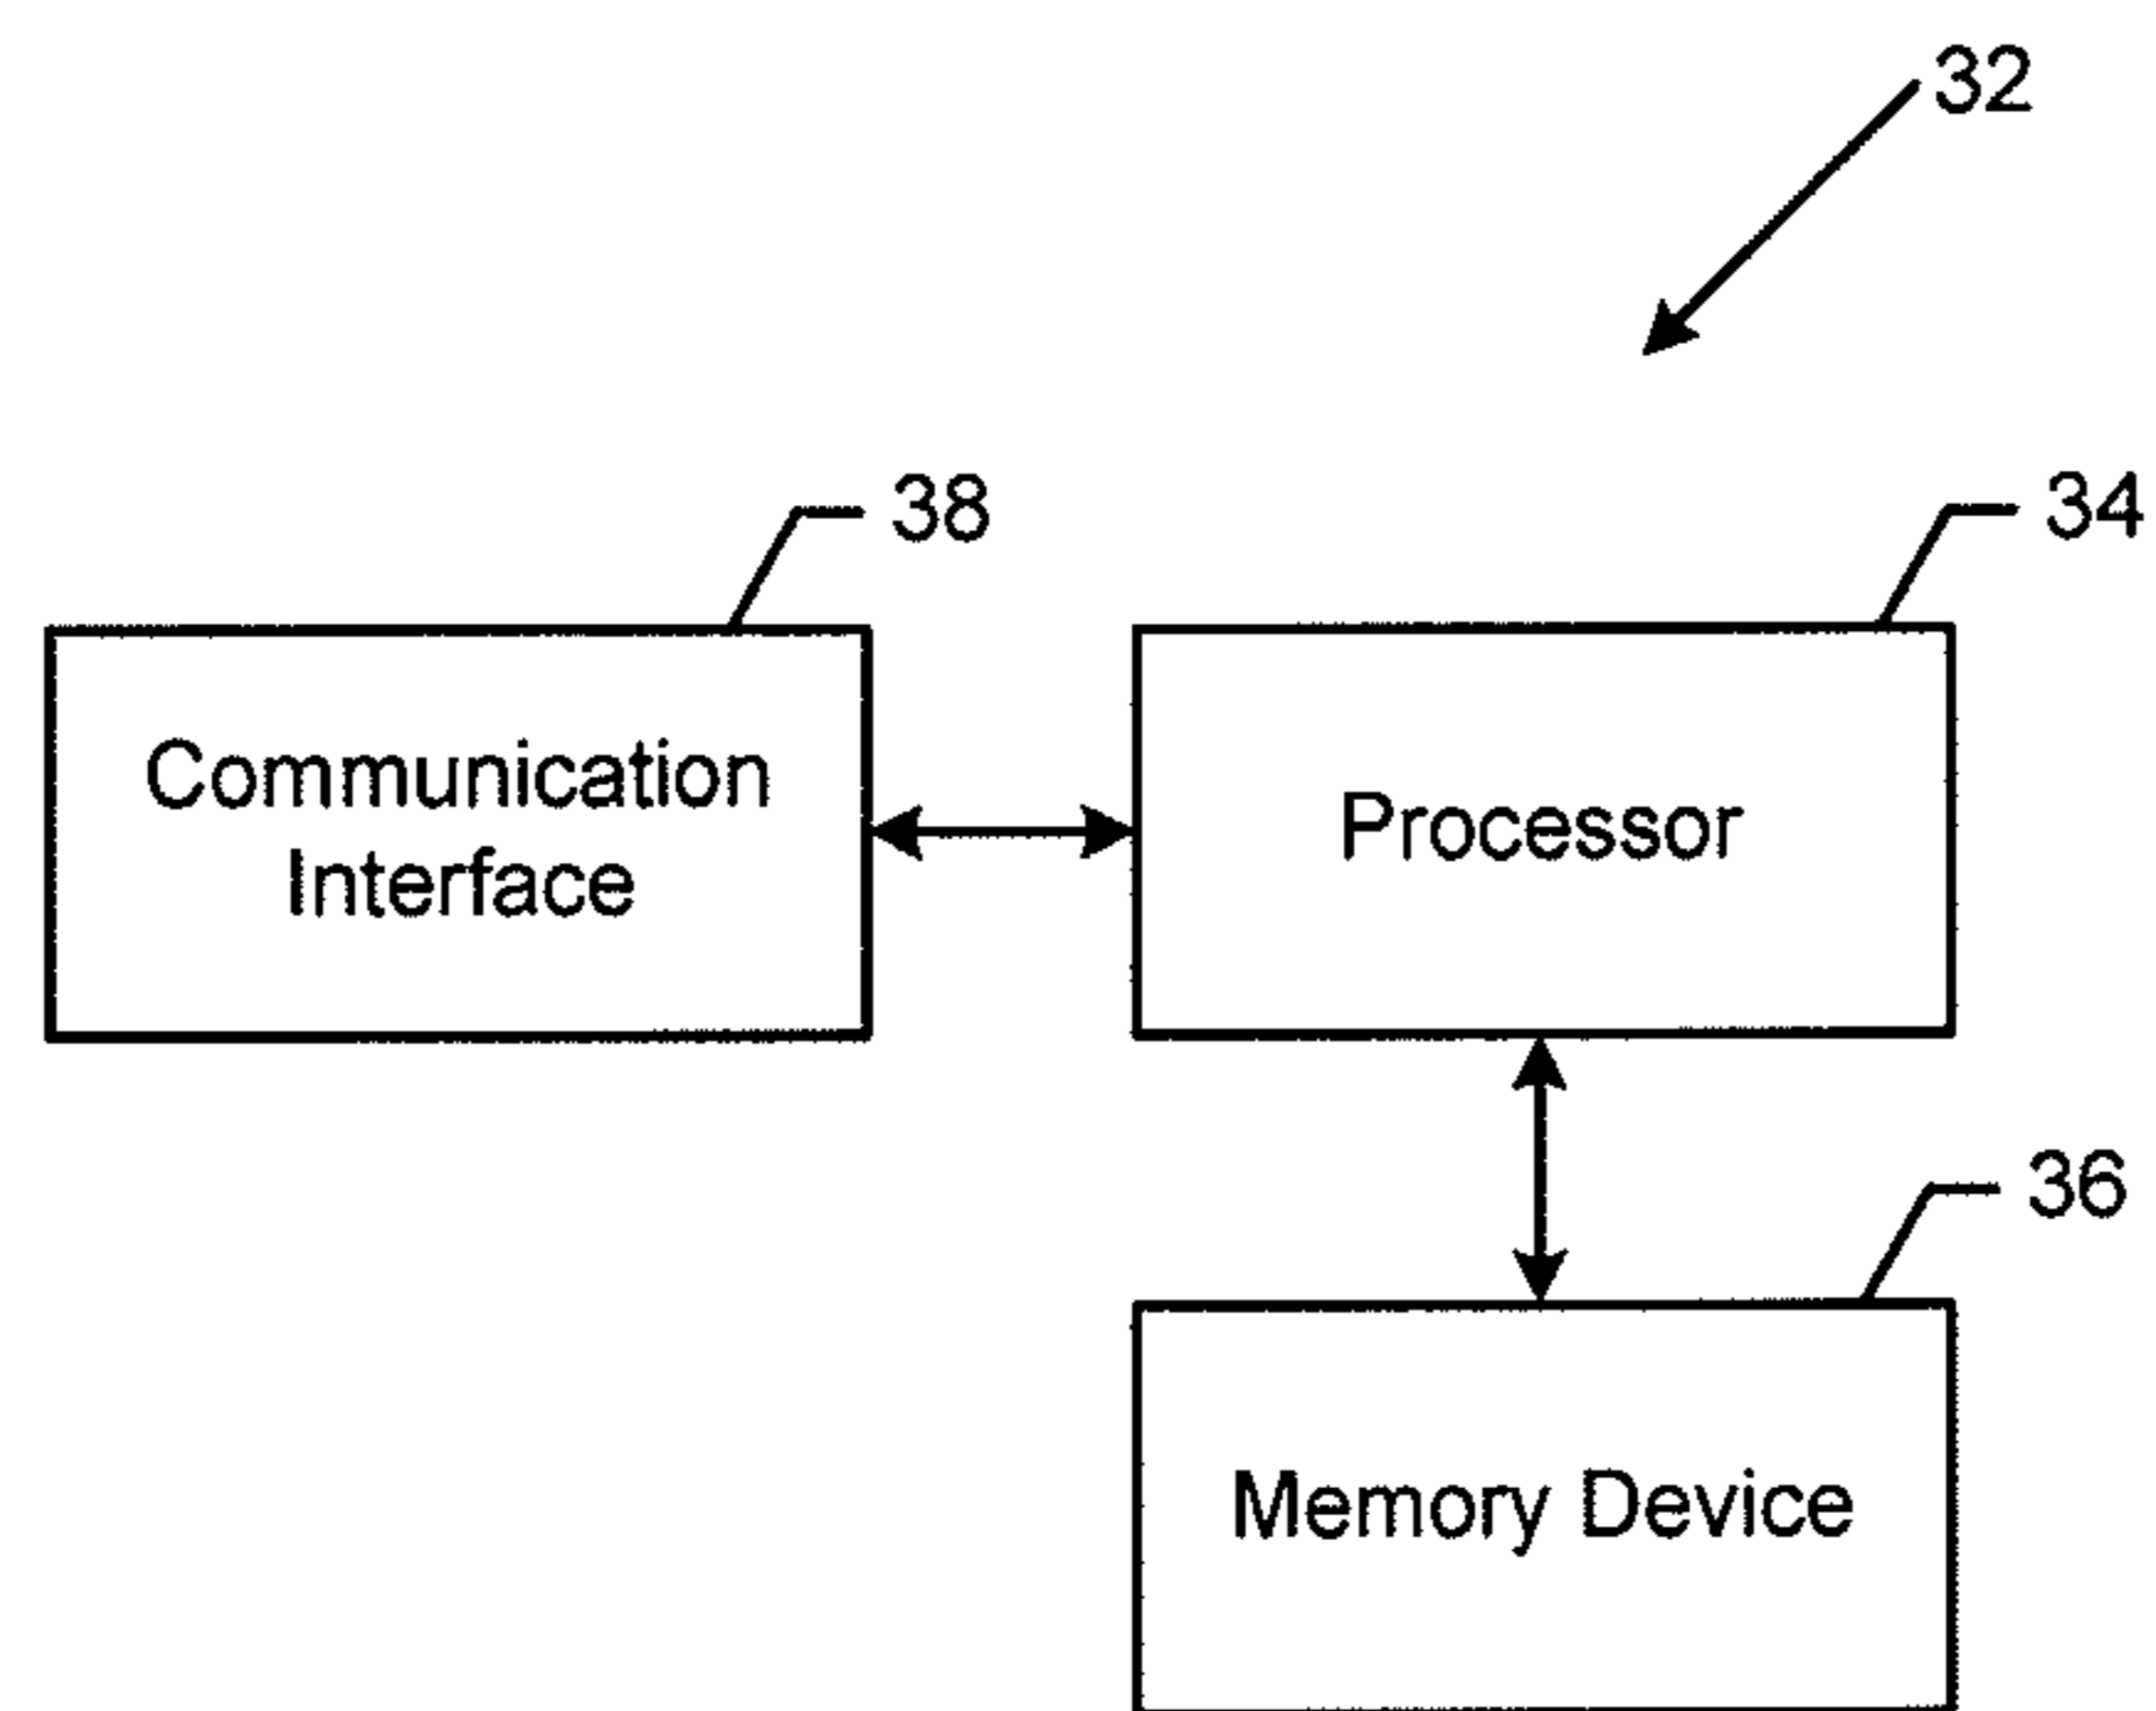 32
38
34
Communication
Interface
Processor
36
Memory Device